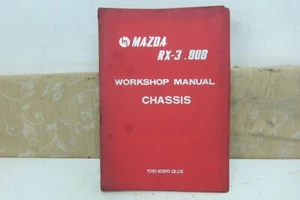 MAZDA
RX-3 . 808
WORKSHOP MANUAL
CHASSIS
TOYO KOGYO CO., LTD.